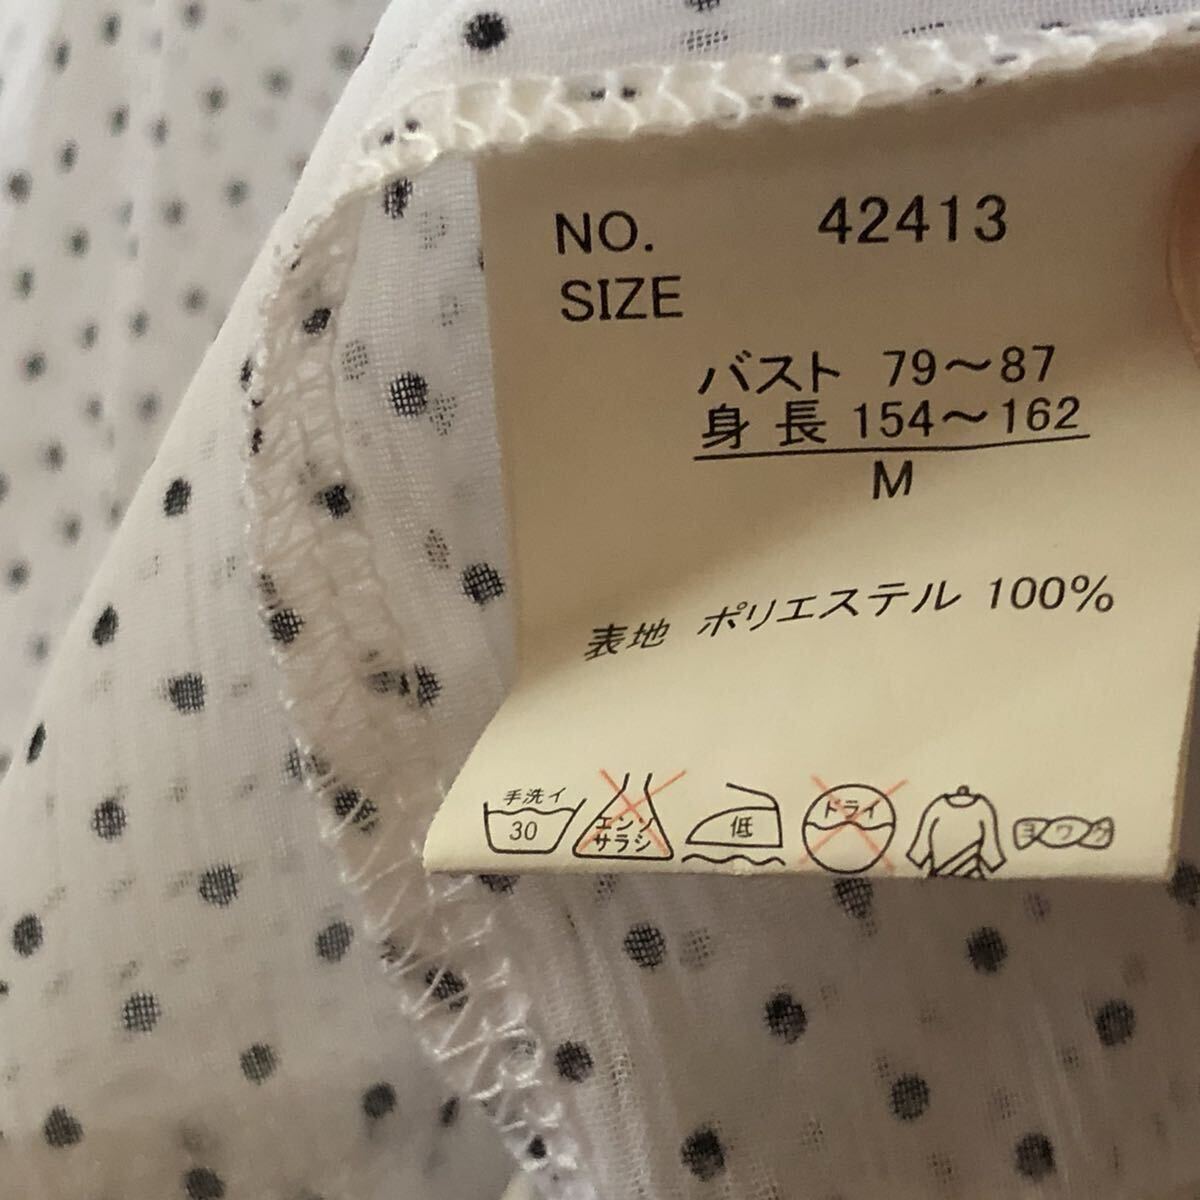 NO. 42413
SIZE
バスト 79～87
身長 154～162
M
表地 ポリエステル 100%
手洗イ
30
エンソ
サラシ
低
ドライ
ヨワク